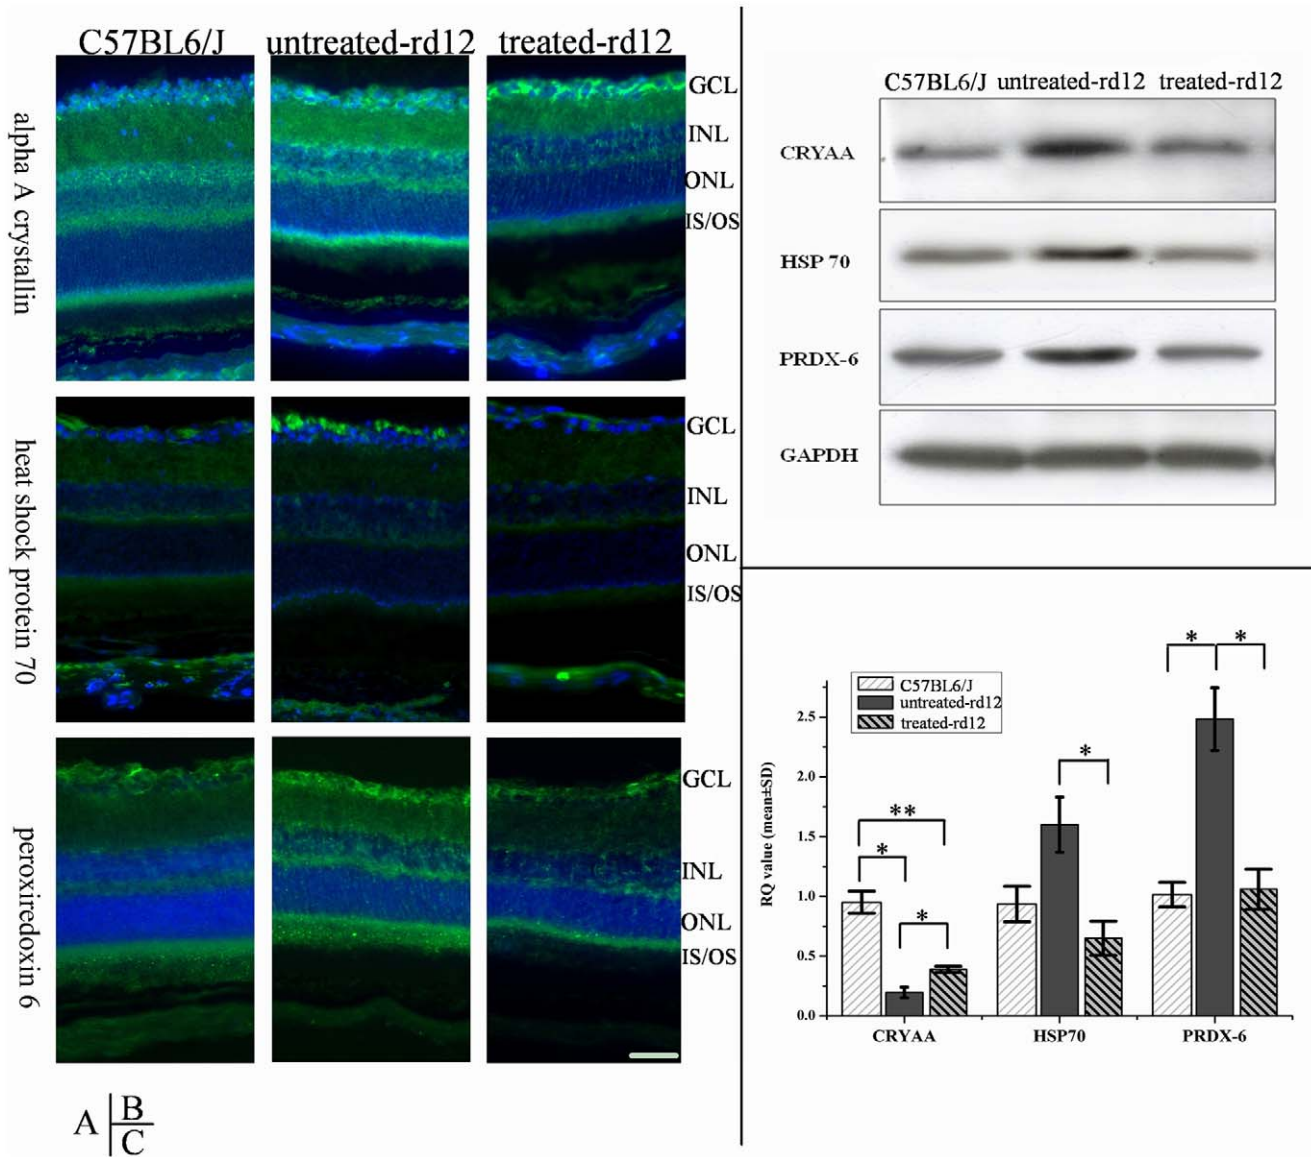 C57BL6/J untreated-rd12 treated-rd12
alpha A crystallin
GCL
INL
ONL
IS/OS
heat shock protein 70
GCL
INL
ONL
IS/OS
peroxiredoxin 6
GCL
INL
ONL
IS/OS
A B
C
C57BL6/J untreated-rd12 treated-rd12
CRYAA
HSP 70
PRDX-6
GAPDH
C57BL6/J
untreated-rd12
treated-rd12
RQ value (mean±SD)
2.5
2.0
1.5
1.0
0.5
0.0
* *
*
**
*
*
CRYAA HSP70 PRDX-6